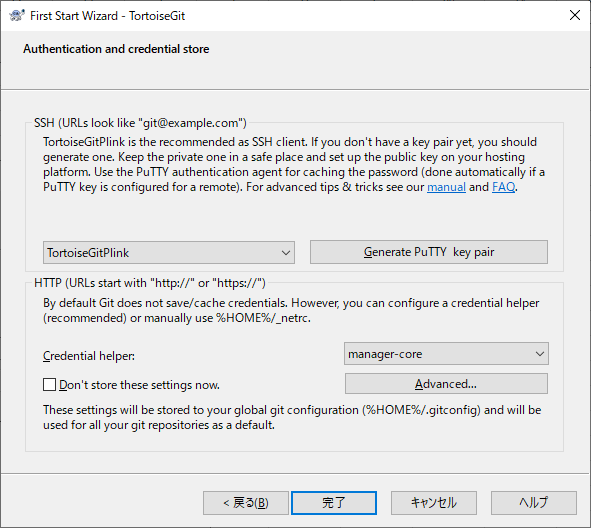 First Start Wizard - TortoiseGit
Authentication and credential store
SSH (URLs look like "git@example.com")
TortoiseGitPlink is the recommended as SSH client. If you don't have a key pair yet, you should
generate one. Keep the private one in a safe place and set up the public key on your hosting
platform. Use the PuTTY authentication agent for caching the password (done automatically if a
PuTTY key is configured for a remote). For advanced tips & tricks see our manual and FAQ.
TortoiseGitPlink
Generate PuTTY key pair
HTTP (URLs start with "http://" or "https://")
By default Git does not save/cache credentials. However, you can configure a credential helper
(recommended) or manually use %HOME%/_netrc.
Credential helper:
manager-core
Don't store these settings now.
Advanced...
These settings will be stored to your global git configuration (%HOME%/.gitconfig) and will be
used for all your git repositories as a default.
< 戻る(B)
完了
キャンセル
ヘルプ